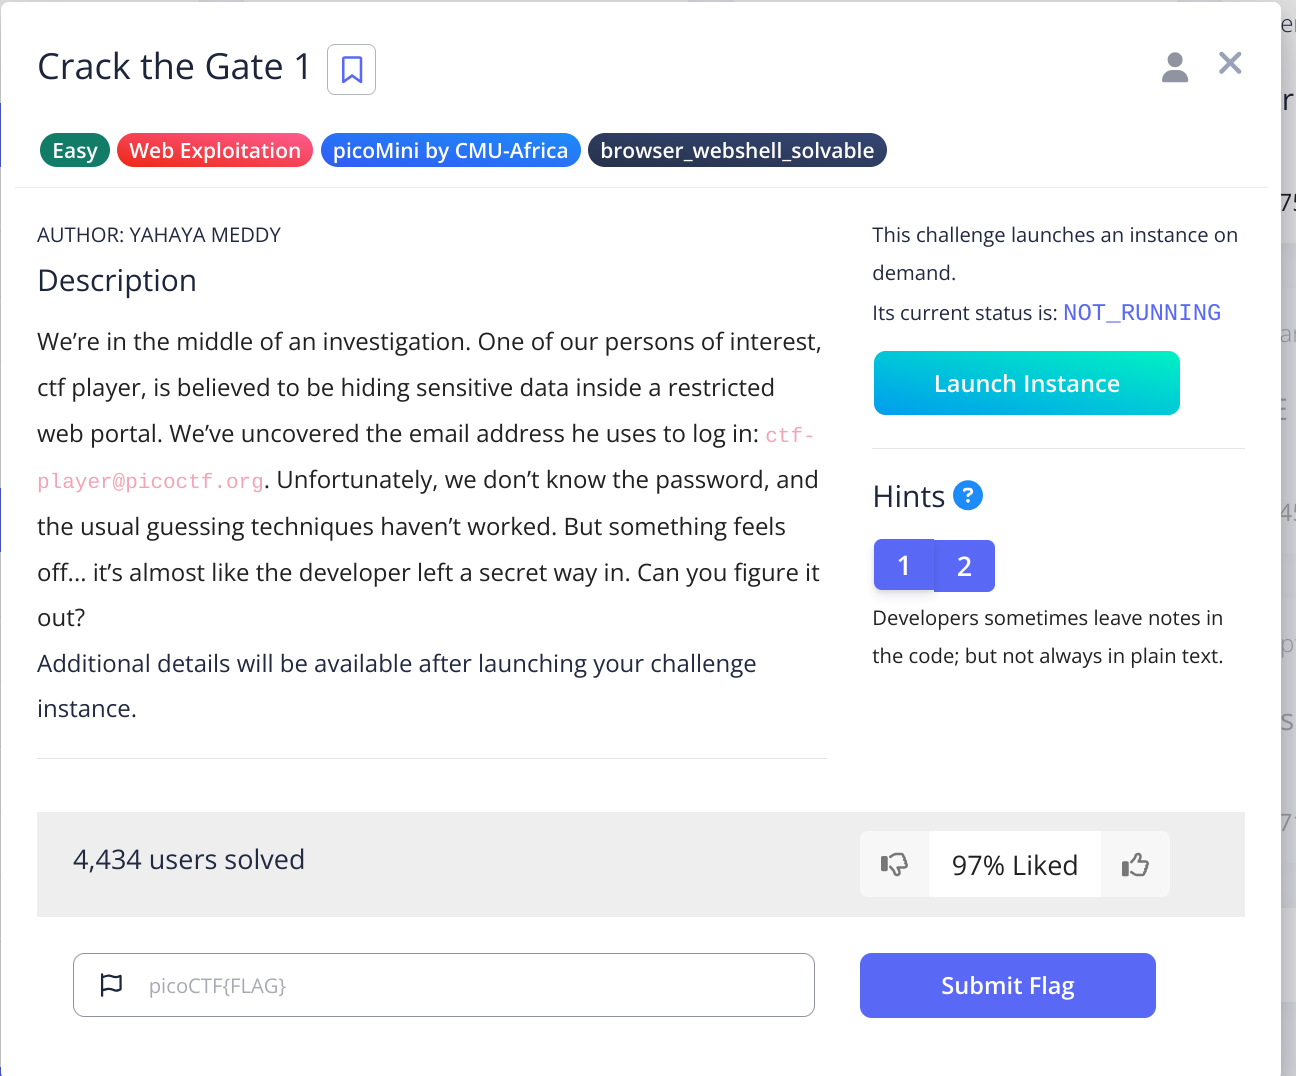 Crack the Gate 1
Easy
Web Exploitation
picoMini by CMU-Africa
browser_webshell_solvable
AUTHOR: YAHAYA MEDDY
Description
We’re in the middle of an investigation. One of our persons of interest,
ctf player, is believed to be hiding sensitive data inside a restricted
web portal. We’ve uncovered the email address he uses to log in: ctf-
player@picoctf.org. Unfortunately, we don’t know the password, and
the usual guessing techniques haven’t worked. But something feels
off... it’s almost like the developer left a secret way in. Can you figure it
out?
Additional details will be available after launching your challenge
instance.
This challenge launches an instance on
demand.
Its current status is: NOT_RUNNING
Launch Instance
Hints ?
1 2
Developers sometimes leave notes in
the code; but not always in plain text.
4,434 users solved
97% Liked
picoCTF{FLAG}
Submit Flag